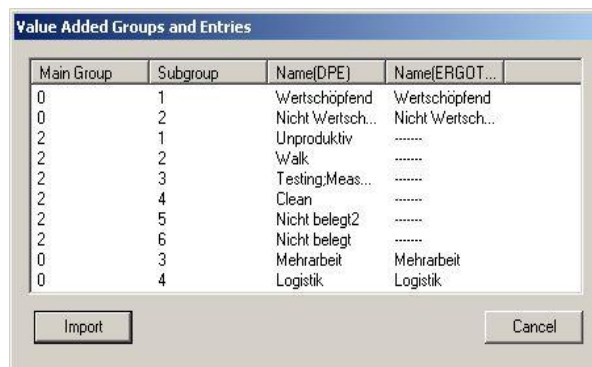 Value Added Groups and Entries
Main Group Subgroup Name(DPE) Name(ERGOT...
0 1 Wertschöpfend Wertschöpfend
0 2 Nicht Wertsch... Nicht Wertsch...
2 1 Unproduktiv -------
2 2 Walk -------
2 3 Testing;Meas... -------
2 4 Clean -------
2 5 Nicht belegt2 -------
2 6 Nicht belegt -------
0 3 Mehrarbeit Mehrarbeit
0 4 Logistik Logistik
Import Cancel